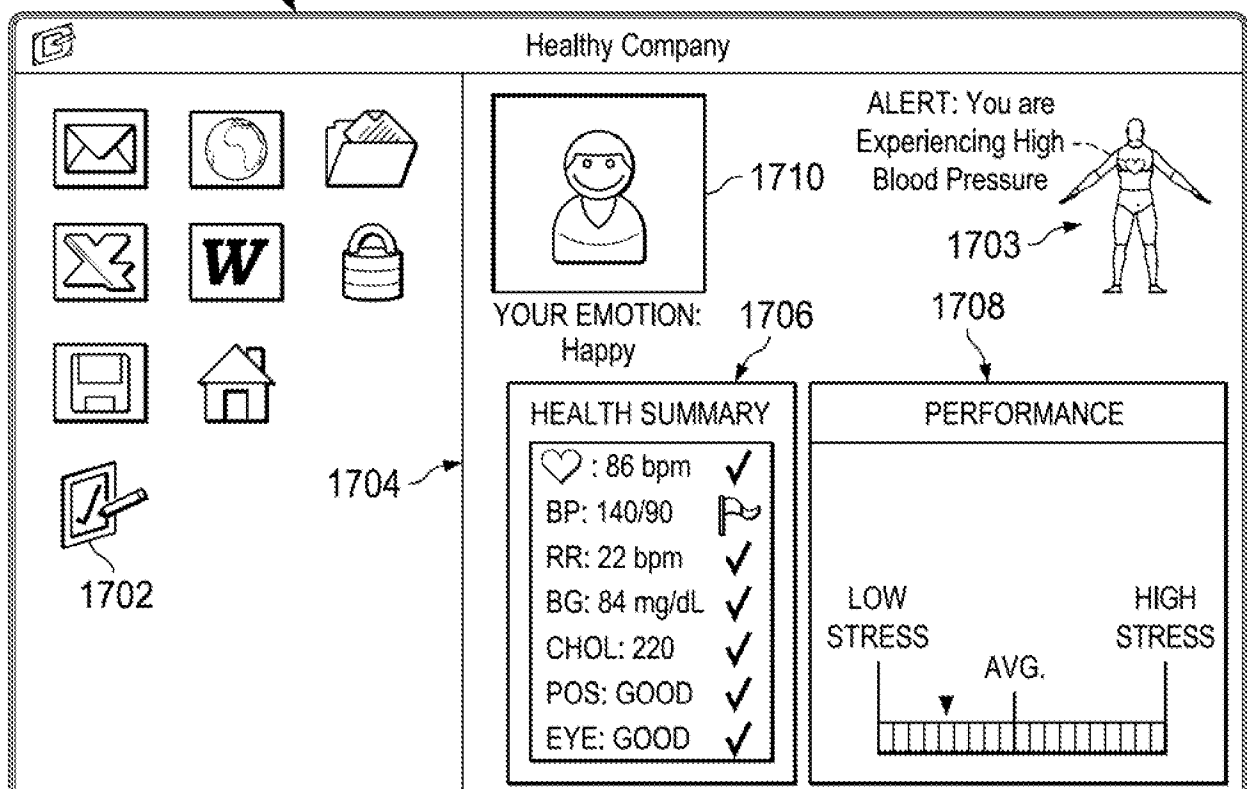 Healthy Company
ALERT: You are
Experiencing High
Blood Pressure
1710
1703
W
YOUR EMOTION:
Happy
1706
1708
1704
1702
HEALTH SUMMARY
: 86 bpm
BP: 140/90
RR: 22 bpm
BG: 84 mg/dL
CHOL: 220
POS: GOOD
EYE: GOOD
PERFORMANCE
LOW
STRESS
HIGH
STRESS
AVG.